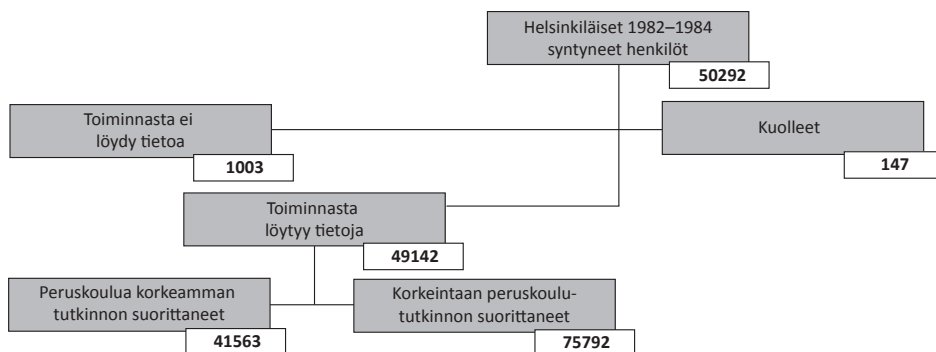 Helsinkiläiset 1982–1984
syntyneet henkilöt
50292
Toiminnasta ei
löydy tietoa
1003
Kuolleet
147
Toiminnasta
löytyy tietoja
49142
Peruskoulua korkeamman
tutkinnon suorittaneet
41563
Korkeintaan peruskoulu-
tutkinnon suorittaneet
75792